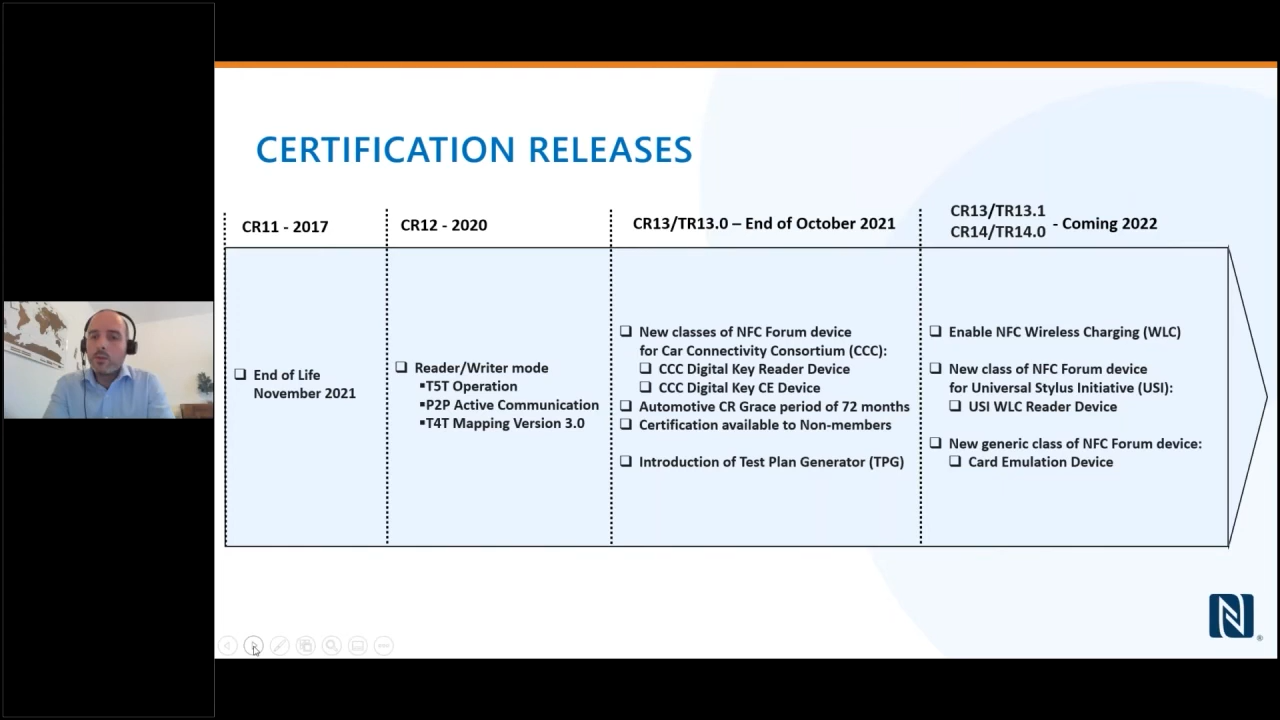 CERTIFICATION RELEASES
CR11 - 2017
End of Life
November 2021
CR12 - 2020
Reader/Writer mode
T5T Operation
P2P Active Communication
T4T Mapping Version 3.0
CR13/TR13.0 – End of October 2021
New classes of NFC Forum device
for Car Connectivity Consortium (CCC):
CCC Digital Key Reader Device
CCC Digital Key CE Device
Automotive CR Grace period of 72 months
Certification available to Non-members
Introduction of Test Plan Generator (TPG)
CR13/TR13.1
CR14/TR14.0 - Coming 2022
Enable NFC Wireless Charging (WLC)
New class of NFC Forum device
for Universal Stylus Initiative (USI):
USI WLC Reader Device
New generic class of NFC Forum device:
Card Emulation Device